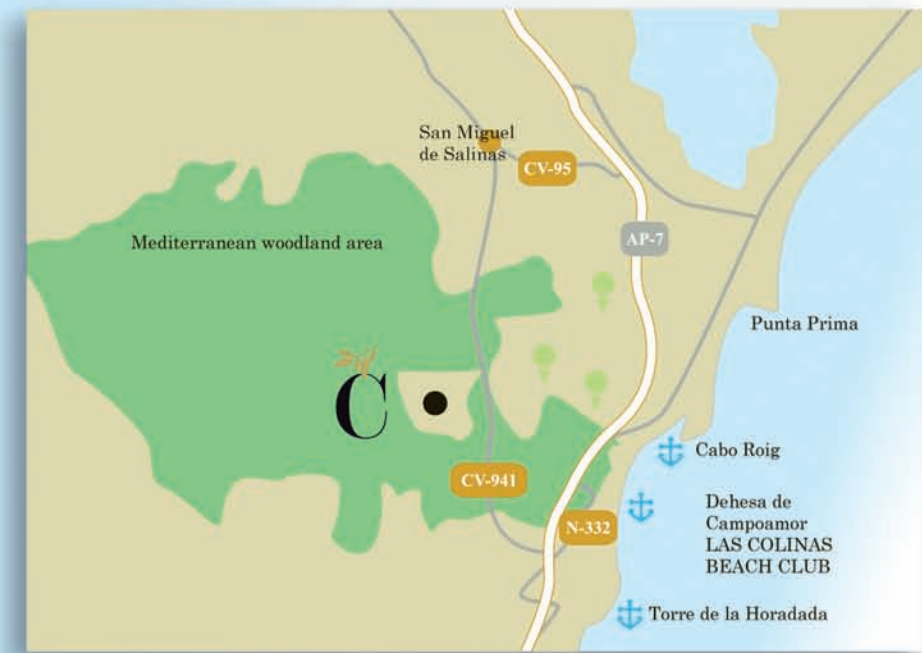 San Miguel
de Salinas
CV-95
Mediterranean woodland area
AP-7
Punta Prima
C
Cabo Roig
CV-941
Dehesa de
Campoamor
LAS COLINAS
BEACH CLUB
N-332
Torre de la Horadada